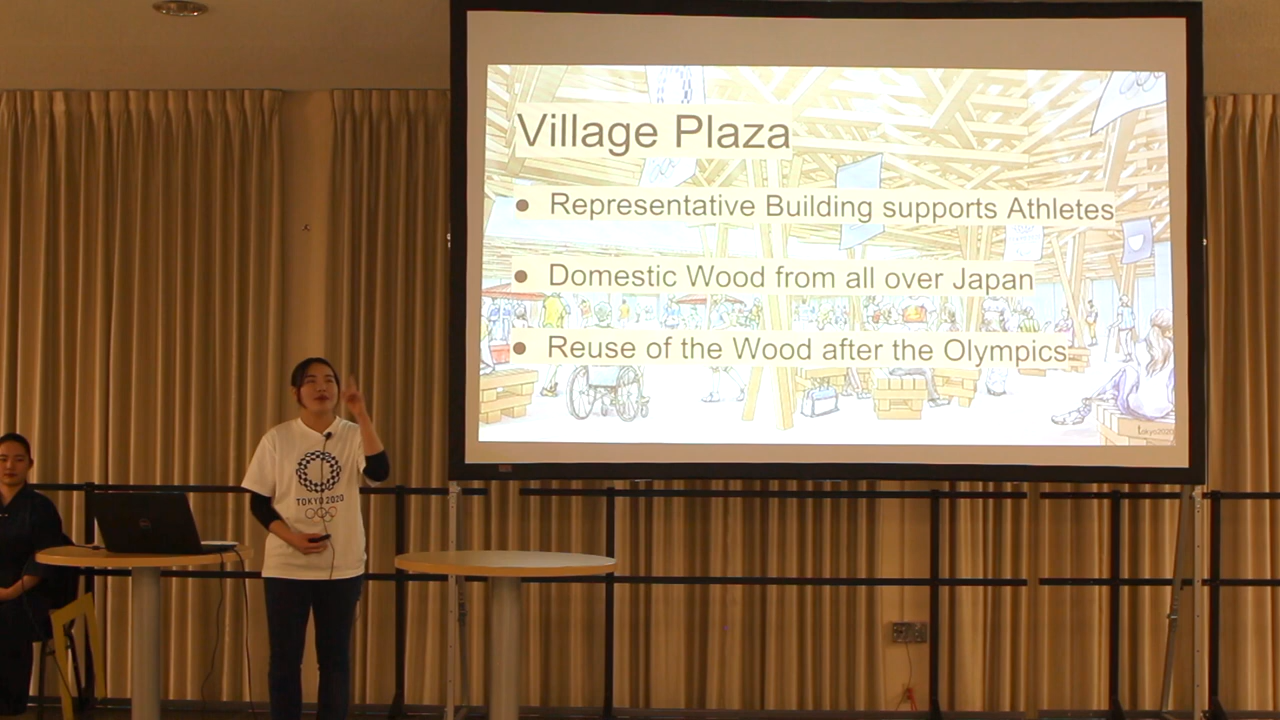 Village Plaza
● Representative Building supports Athletes
● Domestic Wood from all over Japan
● Reuse of the Wood after the Olympics
tokyo2020
TOKYO 2020